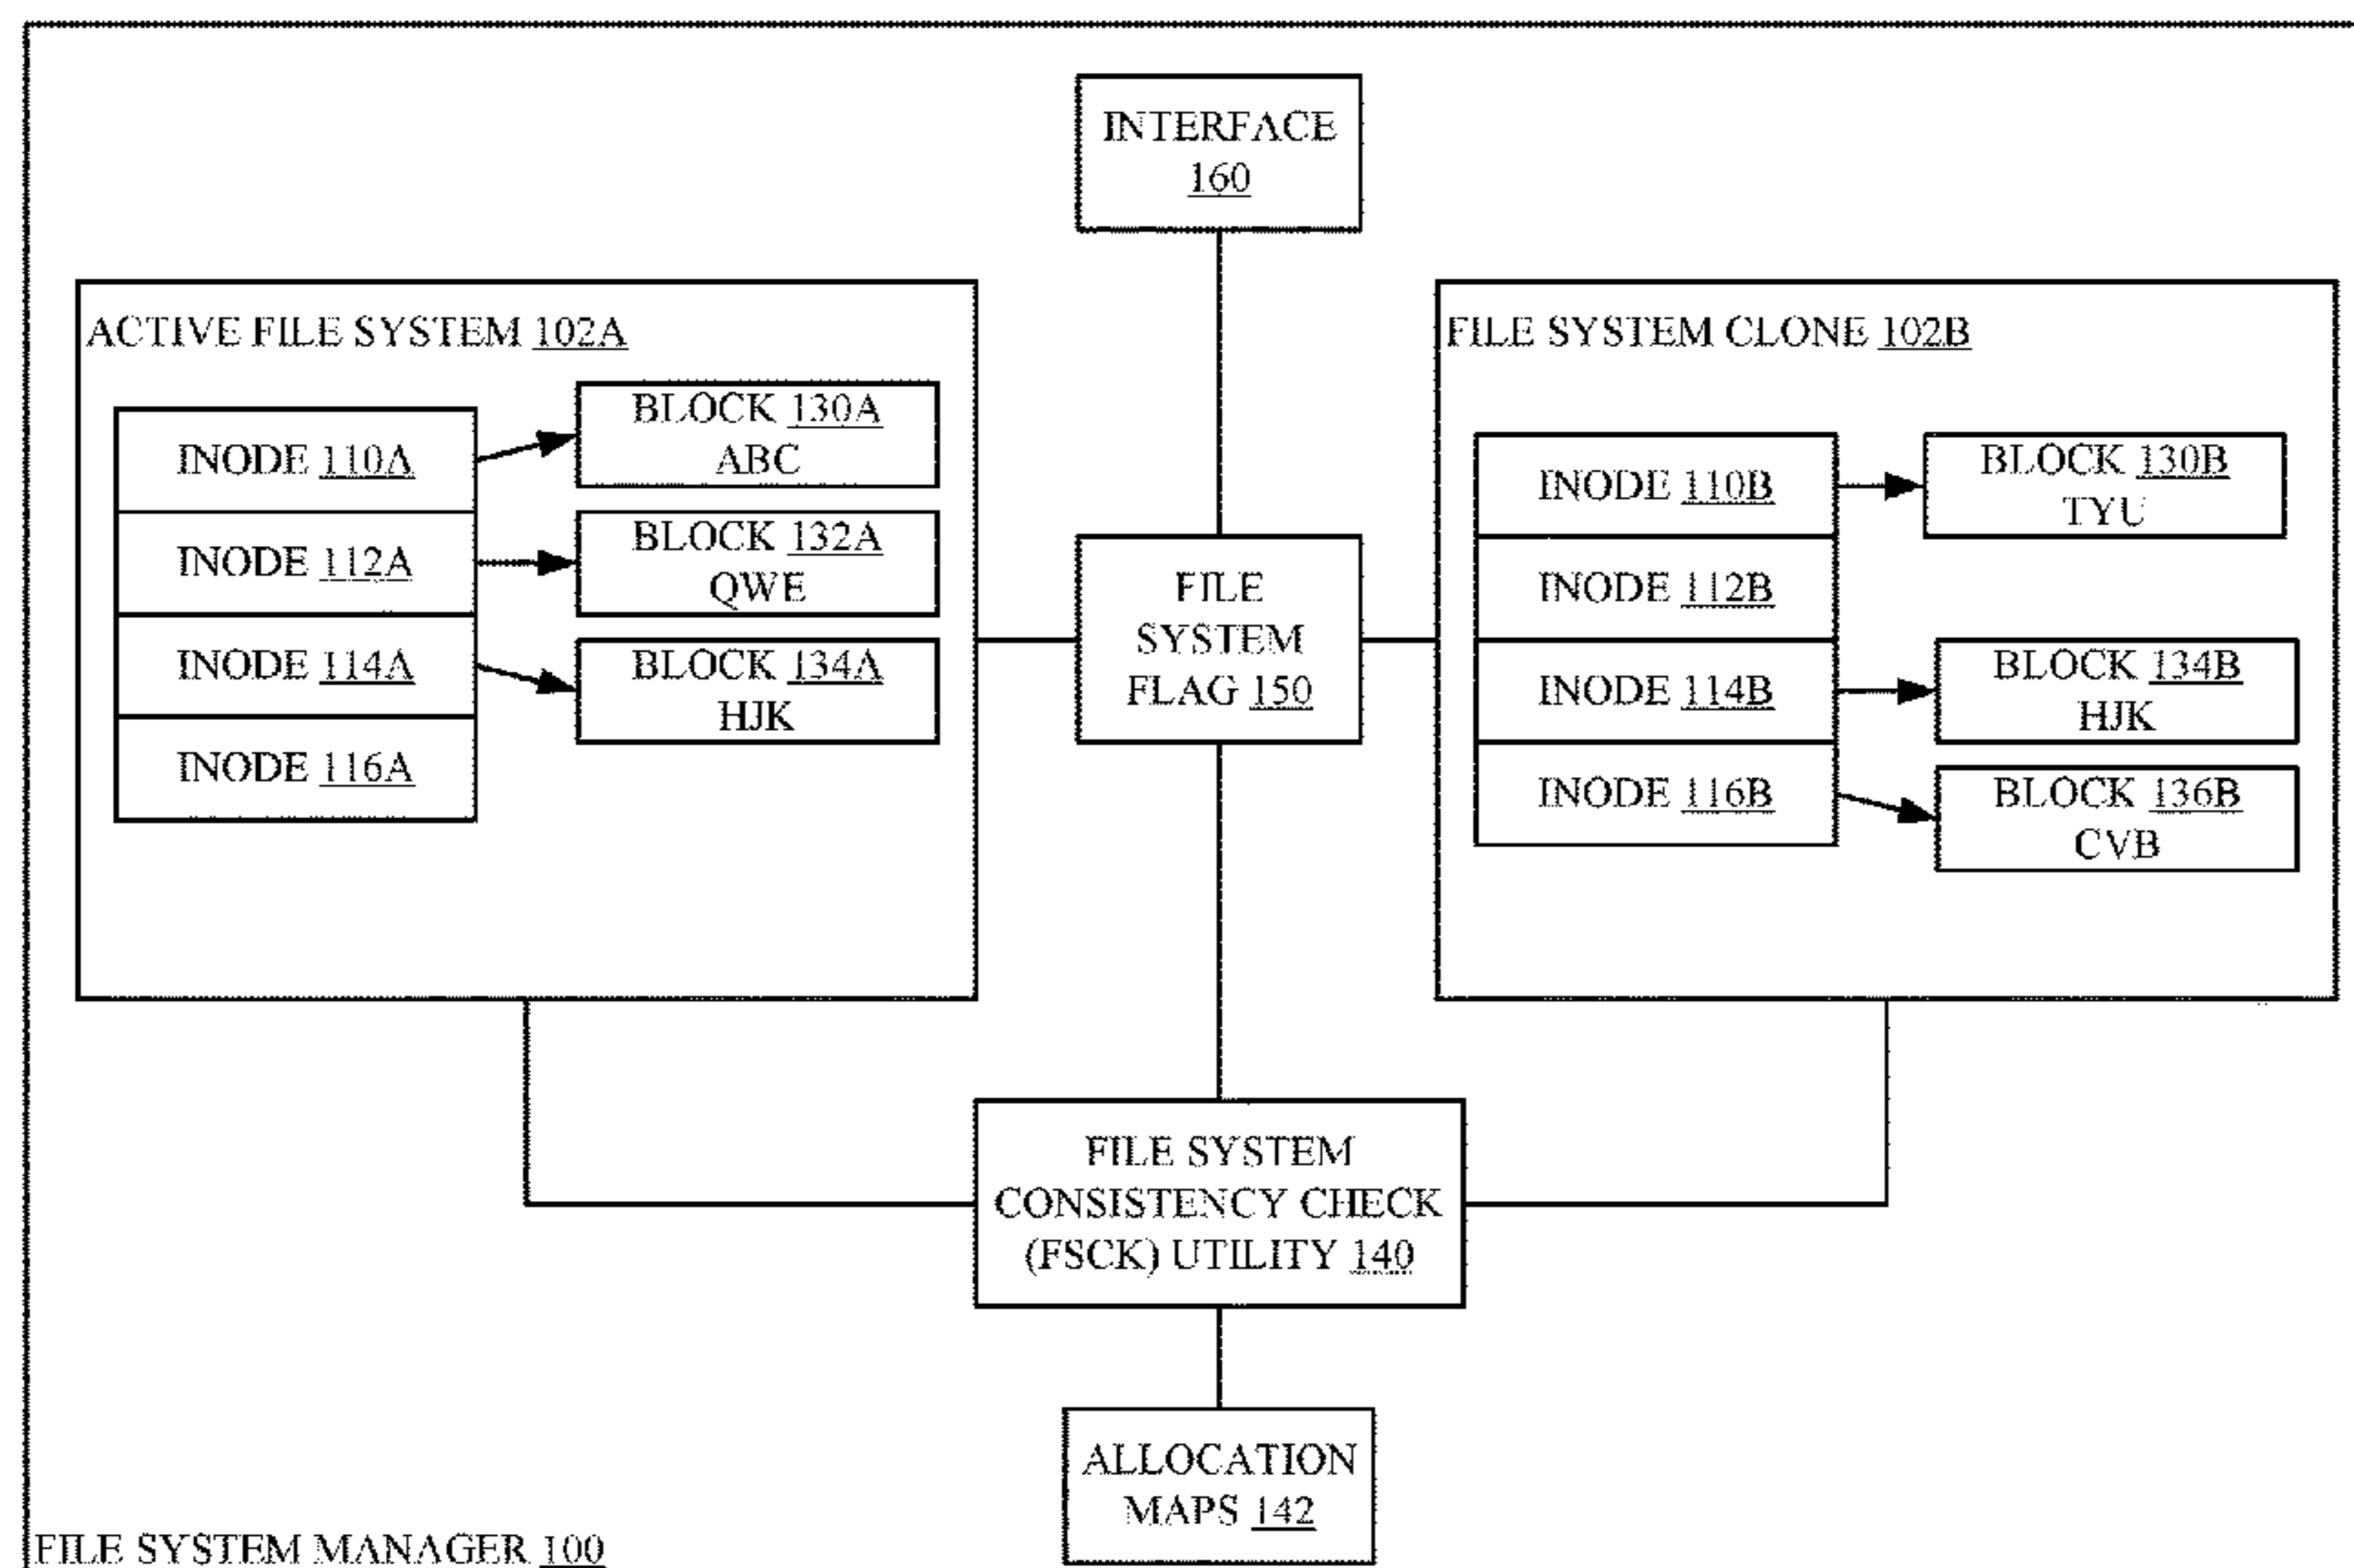 INTERFACE
160
ACTIVE FILE SYSTEM 102A
INODE 110A
INODE 112A
INODE 114A
INODE 116A
BLOCK 130A
ABC
BLOCK 132A
QWE
BLOCK 134A
HJK
FILE
SYSTEM
FLAG 150
FILE SYSTEM CLONE 102B
INODE 110B
INODE 112B
INODE 114B
INODE 116B
BLOCK 130B
TYU
BLOCK 134B
HJK
BLOCK 136B
CVB
FILE SYSTEM
CONSISTENCY CHECK
(FSCK) UTILITY 140
ALLOCATION
MAPS 142
FILE SYSTEM MANAGER 100